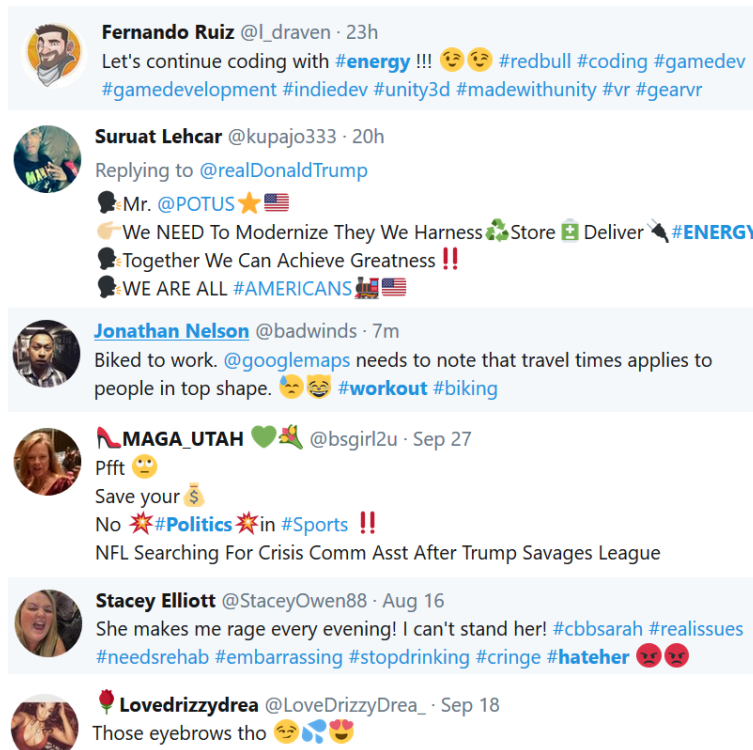 Fernando Ruiz @l_draven · 23h
Let's continue coding with #energy !!! 😉😉 #redbull #coding #gamedev
#gamedevelopment #indiedev #unity3d #madewithunity #vr #gearvr
Suruat Lehcar @kupajo333 · 20h
Replying to @realDonaldTrump
🗣Mr. @POTUS⭐🇺🇸
👉🏼We NEED To Modernize They We Harness♻Store🔋Deliver🔌#ENERGY
🗣Together We Can Achieve Greatness‼
🗣WE ARE ALL #AMERICANS🚂🇺🇸
Jonathan Nelson @badwinds · 7m
Biked to work. @googlemaps needs to note that travel times applies to
people in top shape. 😓😸 #workout #biking
👠MAGA_UTAH 💚💐 @bsgirl2u · Sep 27
Pfft 🙄
Save your💰
No 💥#Politics💥in #Sports ‼
NFL Searching For Crisis Comm Asst After Trump Savages League
Stacey Elliott @StaceyOwen88 · Aug 16
She makes me rage every evening! I can't stand her! #cbbsarah #realissues
#needsrehab #embarrassing #stopdrinking #cringe #hateher 😡😡
🌹Lovedrizzydrea @LoveDrizzyDrea_ · Sep 18
Those eyebrows tho 😏💦😍